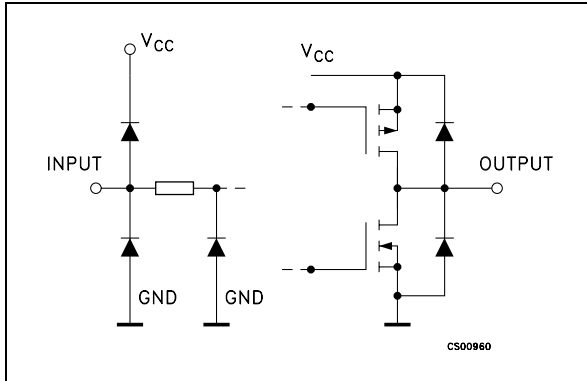 VCC
VCC
INPUT
OUTPUT
GND
GND
CS00960